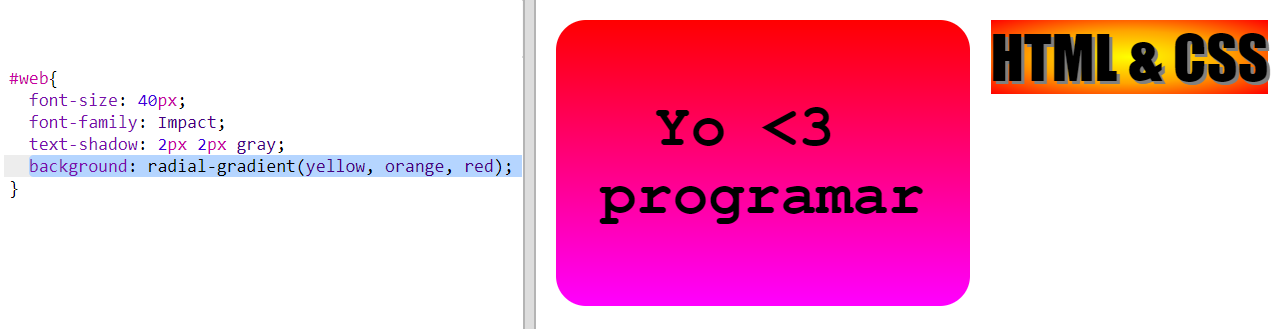 #web{
font-size: 40px;
font-family: Impact;
text-shadow: 2px 2px gray;
background: radial-gradient(yellow, orange, red);
}
Yo <3
programar
HTML & CSS